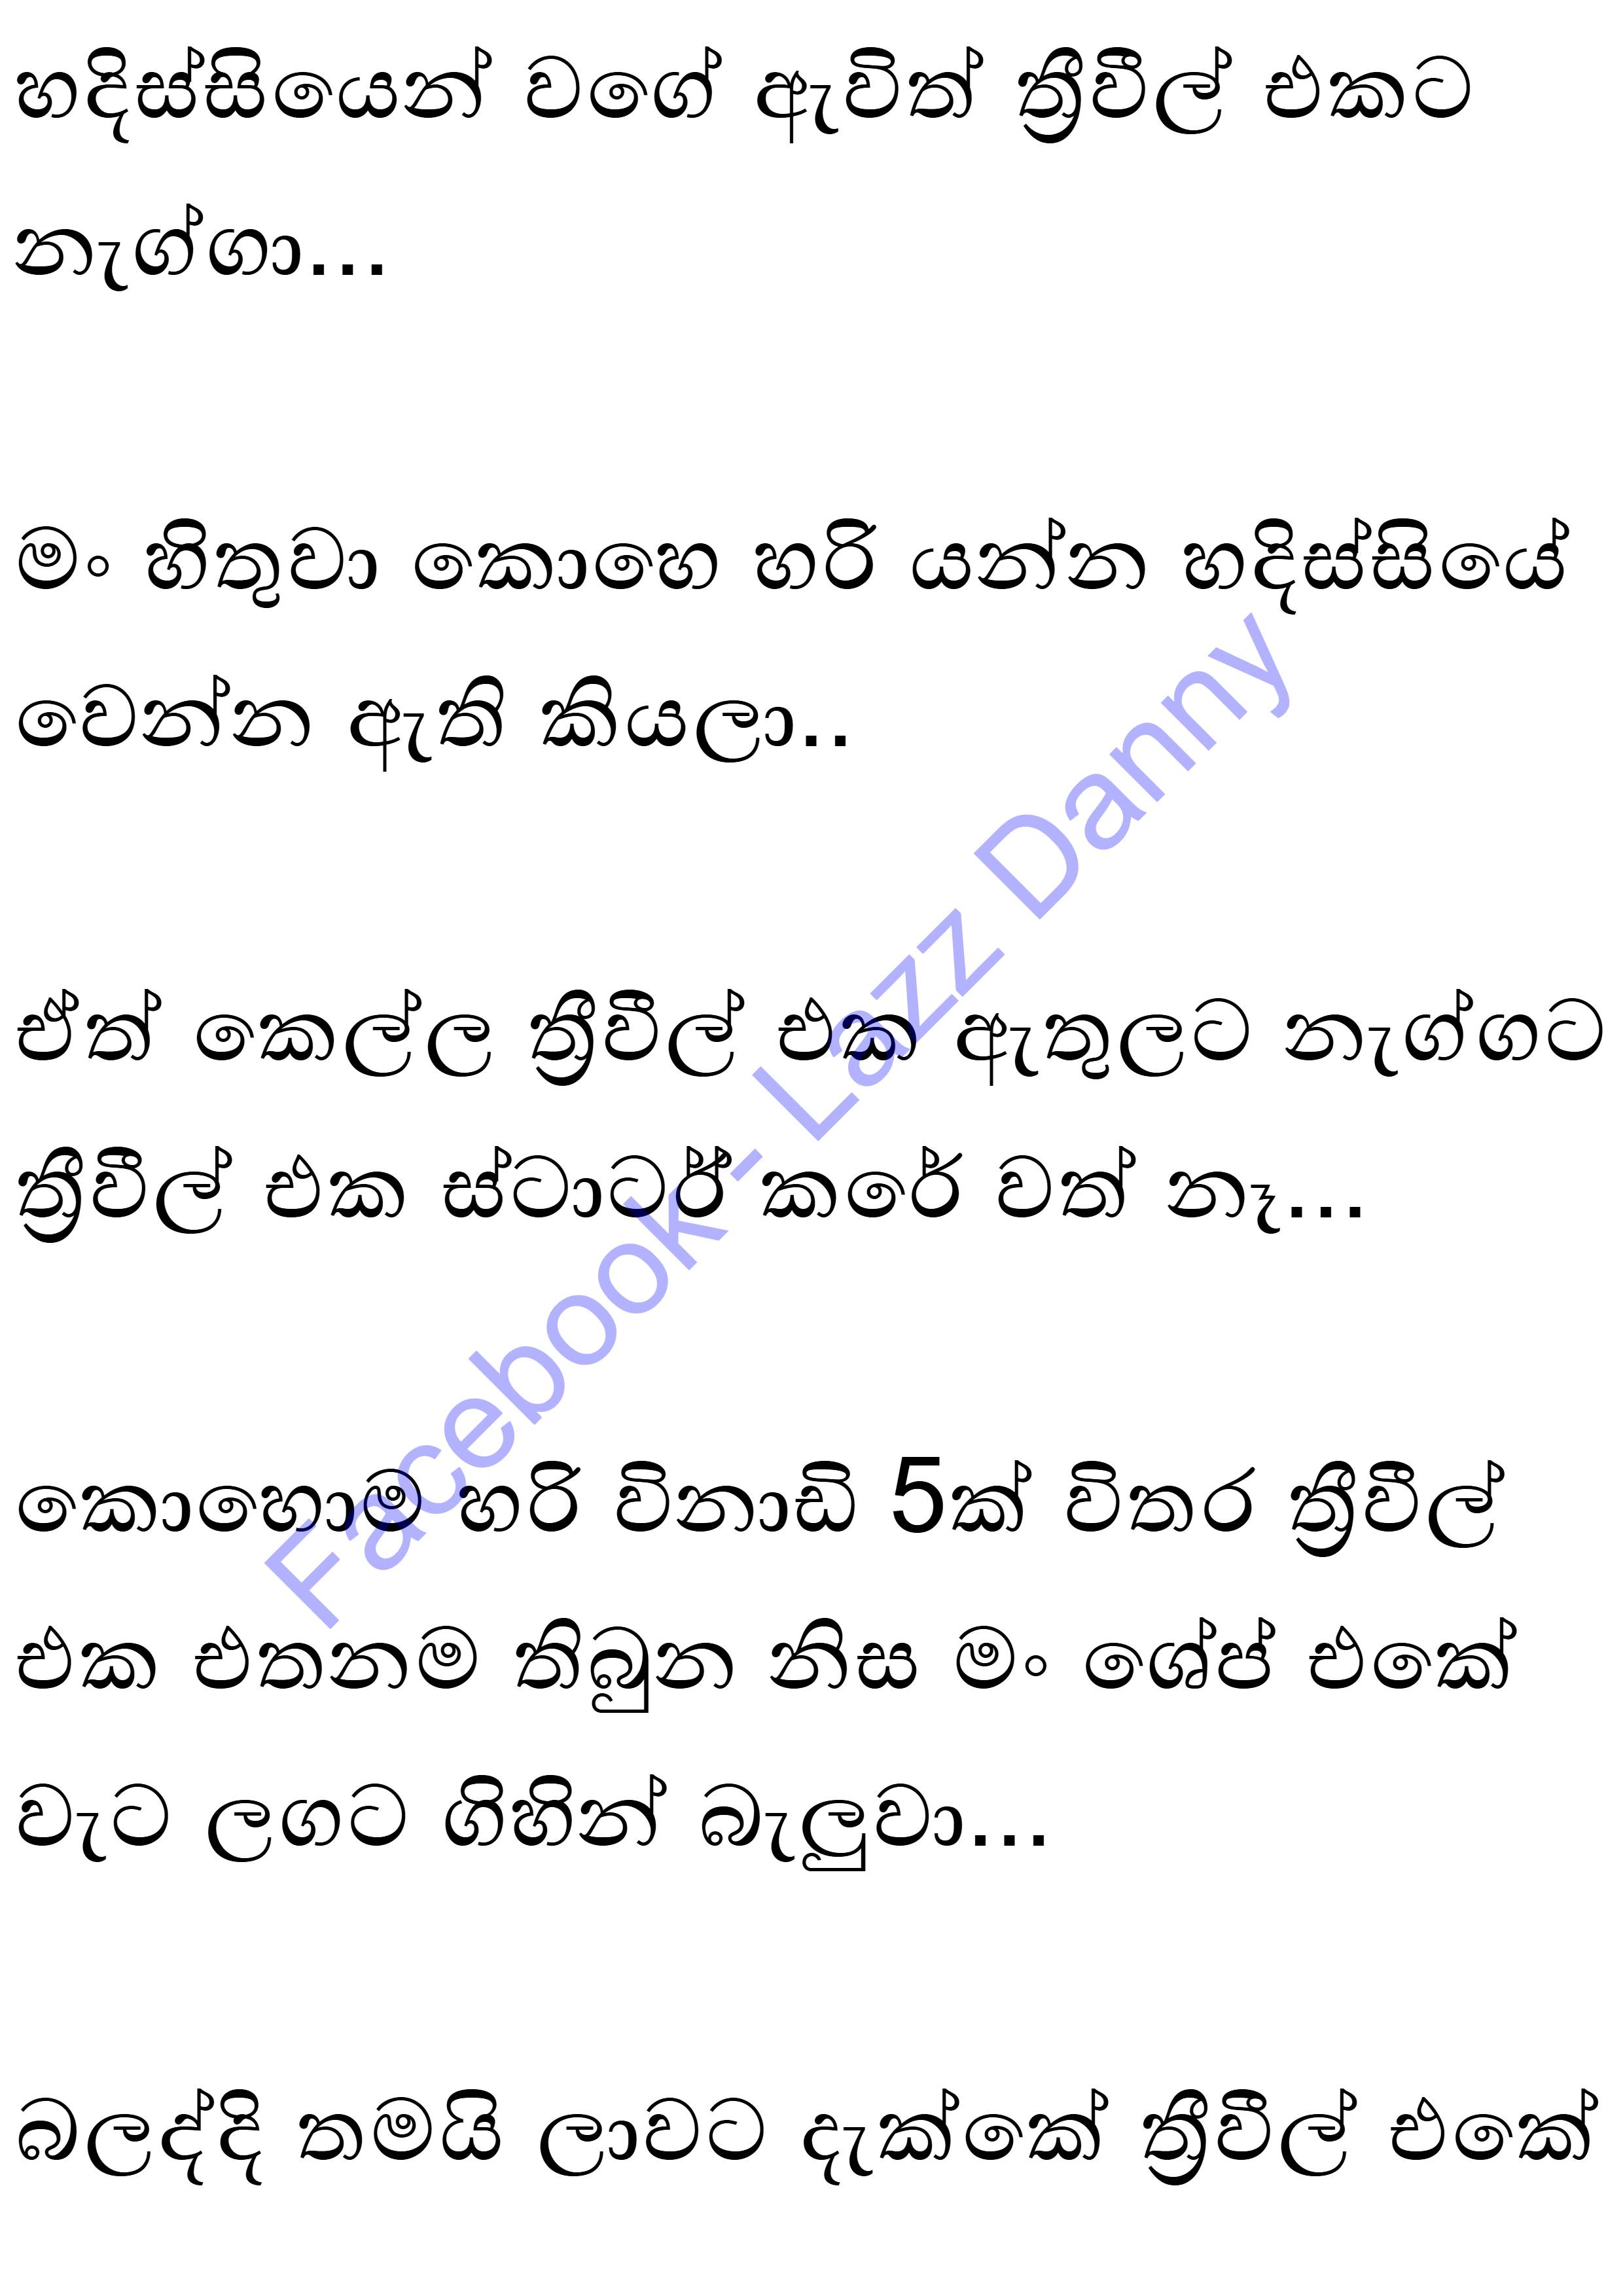 හදිස්සියෙන් වගේ ඇවිත් ත්‍රීවීල් එකට
නැග්ගා...
මං හිතුවා කොහෙ හරි යන්න හදිස්සියේ
වෙන්න ඇති කියලා..
ඒත් කෙල්ල ත්‍රීවීල් එක ඇතුලට නැග්ගට
ත්‍රීවීල් එක ස්ටාටර් කරේ වත් නෑ...
කොහොම හරි විනාඩි 5ක් විතර ත්‍රීවීල්
එක එතනම තිබුන නිස මං ශේප් එකේ
වැට ලගට ගිහින් බැලුවා...
බලද්දි තමයි ලාවට දැක්කේ ත්‍රීවීල් එකේ
Facebook- Lazz Danny